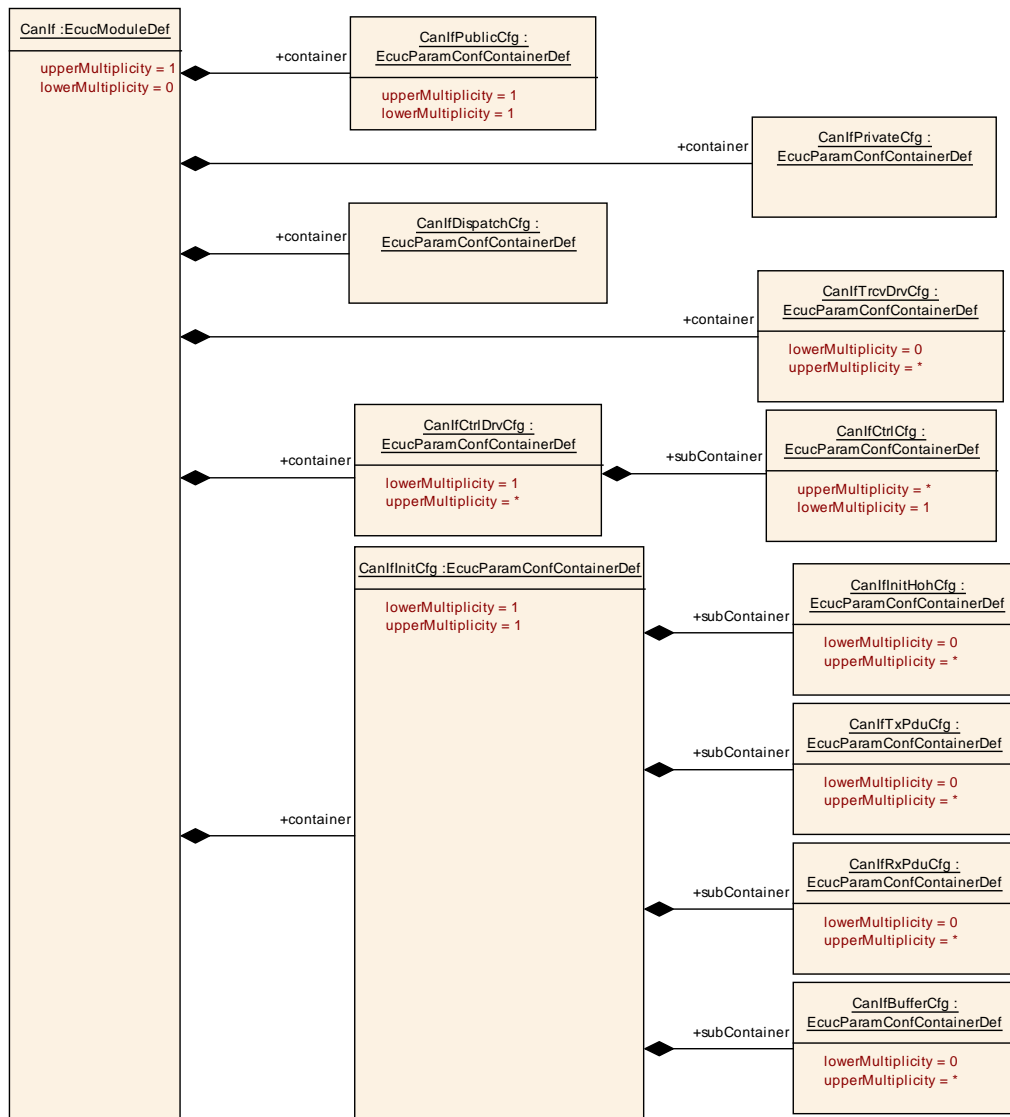 CanIf :EcucModuleDef
upperMultiplicity = 1
lowerMultiplicity = 0
+container
CanIfPublicCfg :
EcucParamConfContainerDef
upperMultiplicity = 1
lowerMultiplicity = 1
+container
CanIfPrivateCfg :
EcucParamConfContainerDef
+container
CanIfDispatchCfg :
EcucParamConfContainerDef
+container
CanIfTrcvDrvCfg :
EcucParamConfContainerDef
lowerMultiplicity = 0
upperMultiplicity = *
+container
CanIfCtrlDrvCfg :
EcucParamConfContainerDef
lowerMultiplicity = 1
upperMultiplicity = *
+subContainer
CanIfCtrlCfg :
EcucParamConfContainerDef
upperMultiplicity = *
lowerMultiplicity = 1
+container
CanIfInitCfg :EcucParamConfContainerDef
lowerMultiplicity = 1
upperMultiplicity = 1
+subContainer
CanIfInitHohCfg :
EcucParamConfContainerDef
lowerMultiplicity = 0
upperMultiplicity = *
+subContainer
CanIfTxPduCfg :
EcucParamConfContainerDef
lowerMultiplicity = 0
upperMultiplicity = *
+subContainer
CanIfRxPduCfg :
EcucParamConfContainerDef
lowerMultiplicity = 0
upperMultiplicity = *
+subContainer
CanIfBufferCfg :
EcucParamConfContainerDef
lowerMultiplicity = 0
upperMultiplicity = *